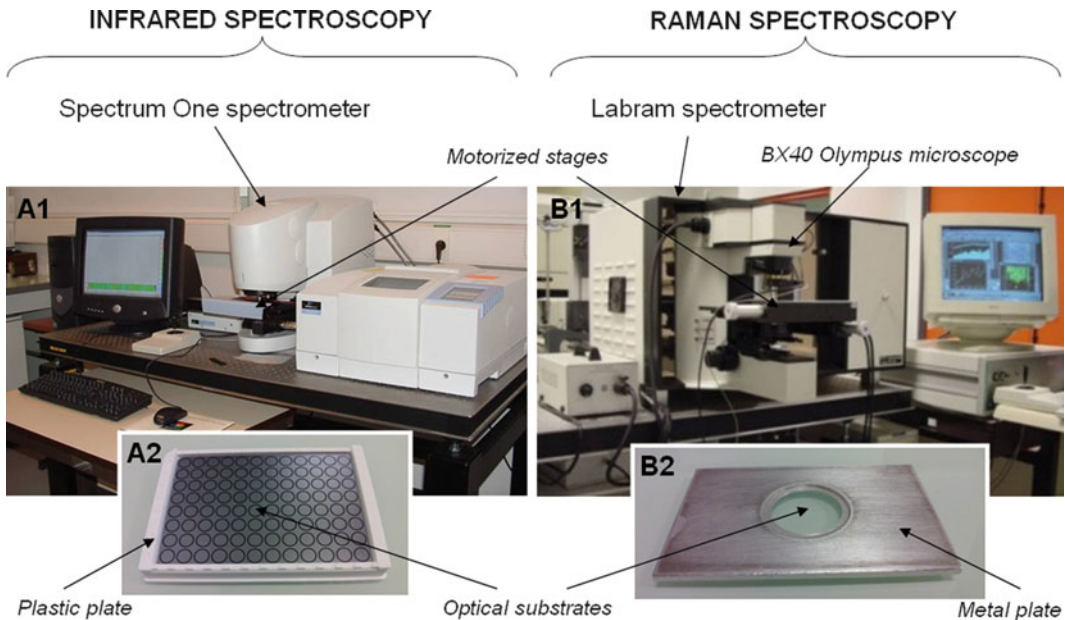 INFRARED SPECTROSCOPY
RAMAN SPECTROSCOPY
Spectrum One spectrometer
Labram spectrometer
Motorized stages
BX40 Olympus microscope
A1
B1
A2
B2
Plastic plate
Optical substrates
Metal plate